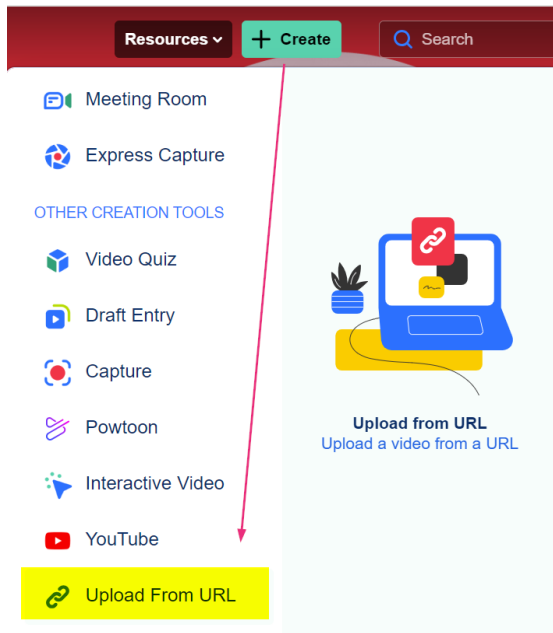 Resources
+ Create
Search
Meeting Room
Express Capture
OTHER CREATION TOOLS
Video Quiz
Draft Entry
Capture
Powtoon
Interactive Video
YouTube
Upload From URL
Upload from URL
Upload a video from a URL